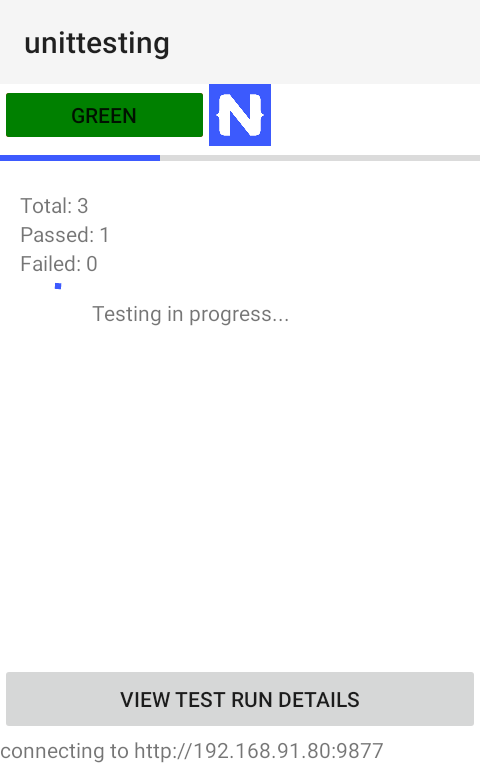 unittesting
GREEN
N
Total: 3
Passed: 1
Failed: 0
Testing in progress...
VIEW TEST RUN DETAILS
connecting to http://192.168.91.80:9877